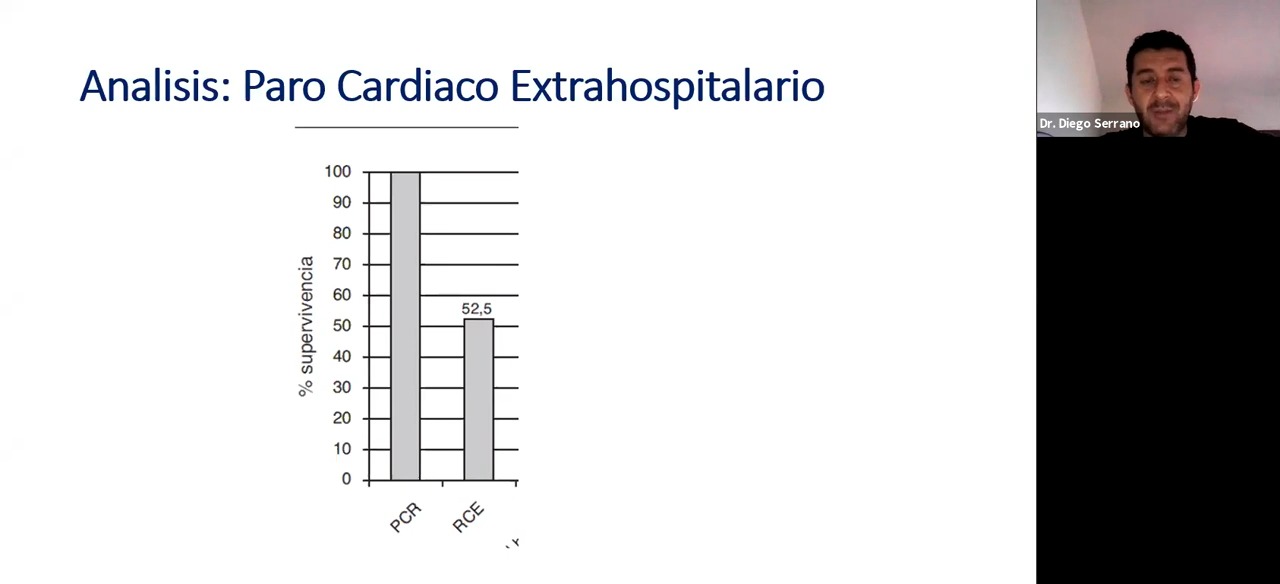 Analisis: Paro Cardiaco Extrahospitalario
Dr. Diego Serrano
% supervivencia
100
90
80
70
60
50
40
30
20
10
0
52,5
PCR
RCE